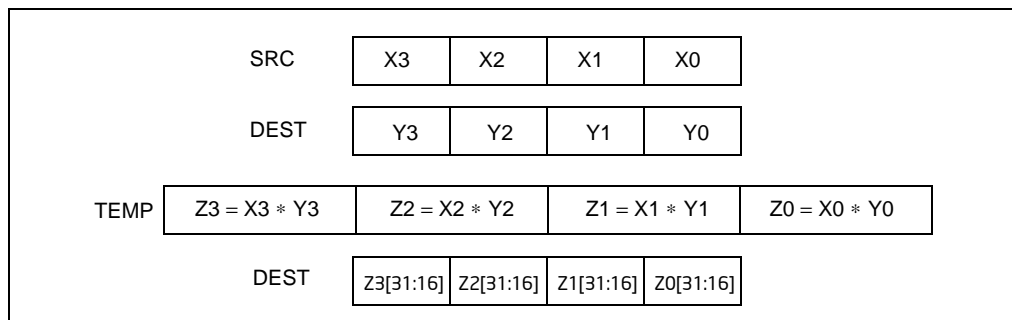 SRC X3 X2 X1 X0
DEST Y3 Y2 Y1 Y0
TEMP Z3 = X3 ∗ Y3 Z2 = X2 ∗ Y2 Z1 = X1 ∗ Y1 Z0 = X0 ∗ Y0
DEST Z3[31:16] Z2[31:16] Z1[31:16] Z0[31:16]